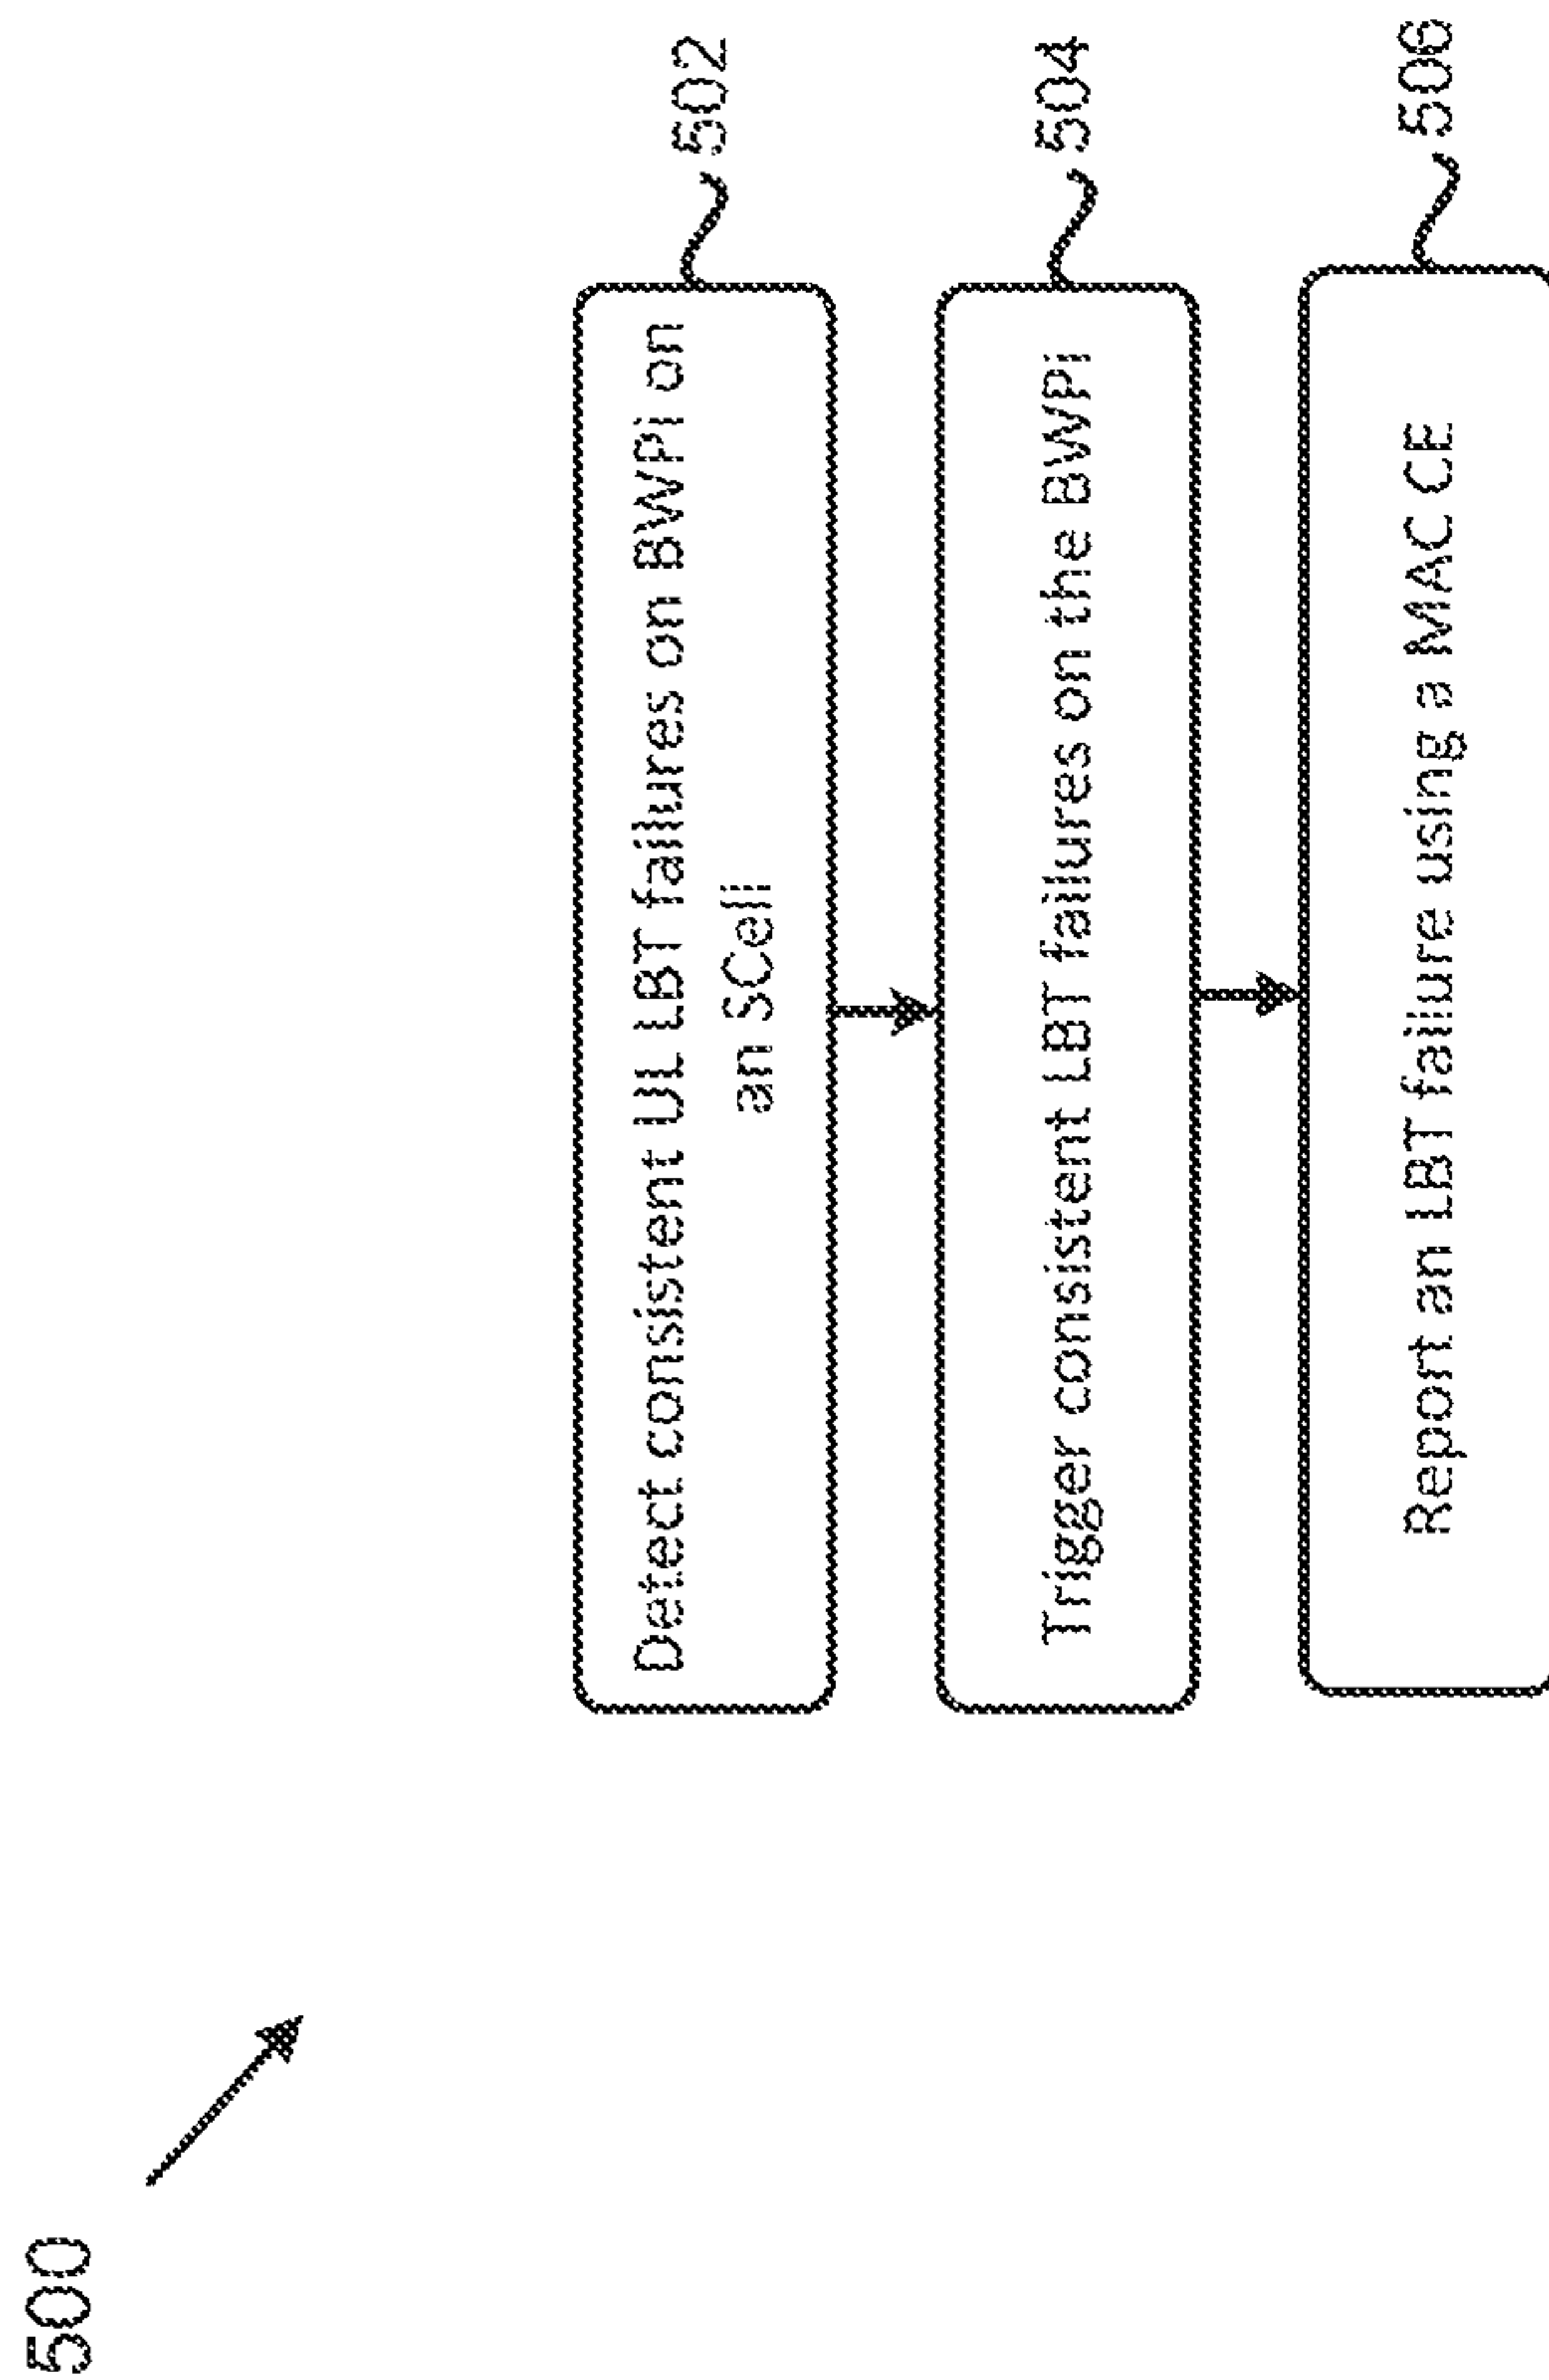 500
Detect consistent UL LBT failures on BWPi on
an SCell
502
Trigger consistent LBT failures on the BWPi
504
Report an LBT failure using a MAC CE